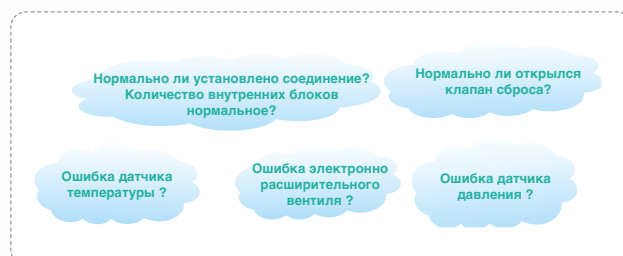 Нормально ли установлено соединение?
Количество внутренних блоков
нормальное?
Нормально ли открылся
клапан сброса?
Ошибка датчика
температуры ?
Ошибка электронно
расширительного
вентиля ?
Ошибка датчика
давления ?